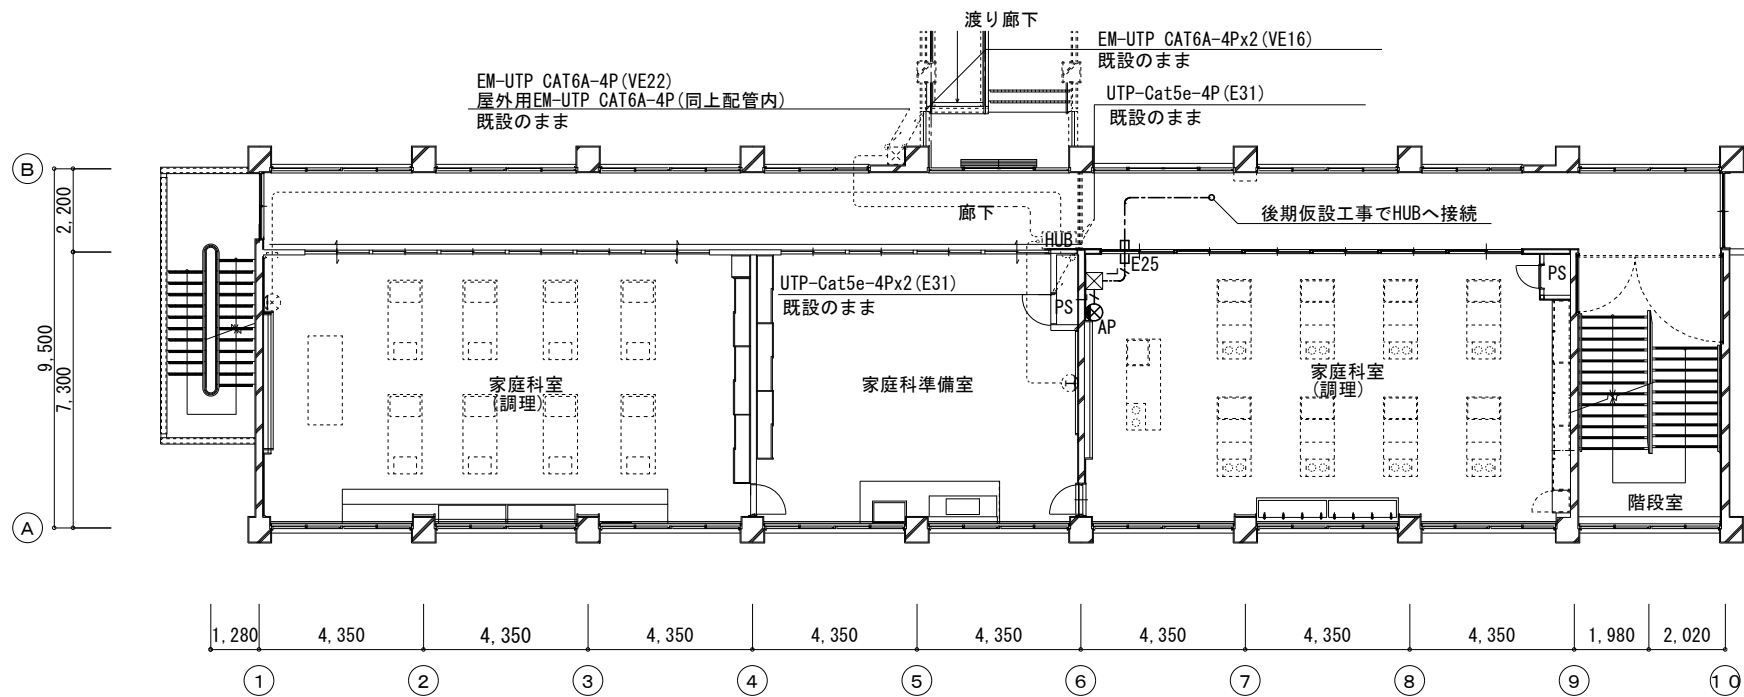 渡り廊下
EM-UTP CAT6A-4Px2(VE16)
既設のまま
EM-UTP CAT6A-4P(VE22)
屋外用EM-UTP CAT6A-4P(同上配管内)
既設のまま
UTP-Cat5e-4P(E31)
既設のまま
B
2,200
9,500
7,300
A
廊下
後期仮設工事でHUBへ接続
HUB
E25
UTP-Cat5e-4Px2(E31)
既設のまま
PS
AP
PS
家庭科室
(調理)
家庭科準備室
家庭科室
(調理)
階段室
1,280
4,350
4,350
4,350
4,350
4,350
4,350
4,350
4,350
1,980
2,020
1
2
3
4
5
6
7
8
9
10